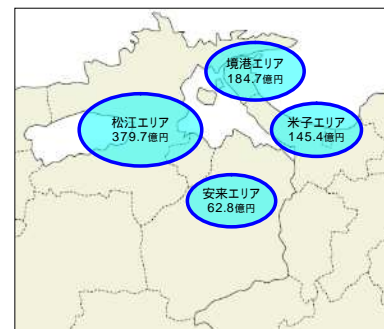 境港エリア
184.7億円
松江エリア
379.7億円
米子エリア
145.4億円
安来エリア
62.8億円